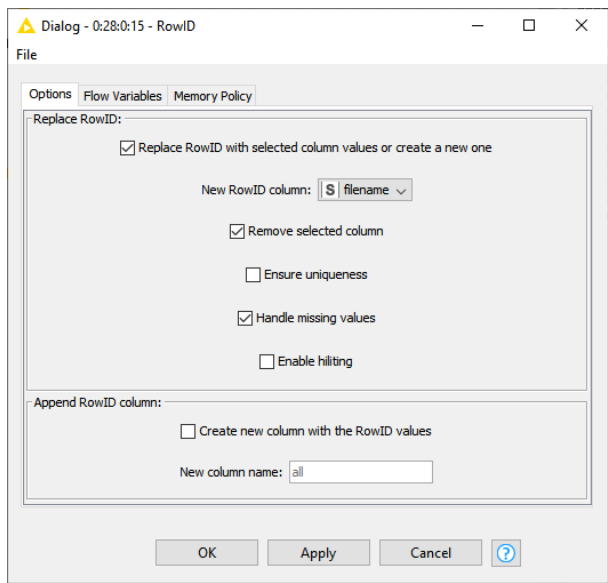 Dialog - 0:28:0:15 - RowID
File
Options Flow Variables Memory Policy
Replace RowID:
Replace RowID with selected column values or create a new one
New RowID column: S filename
Remove selected column
Ensure uniqueness
Handle missing values
Enable hiliting
Append RowID column:
Create new column with the RowID values
New column name: all
OK Apply Cancel ?